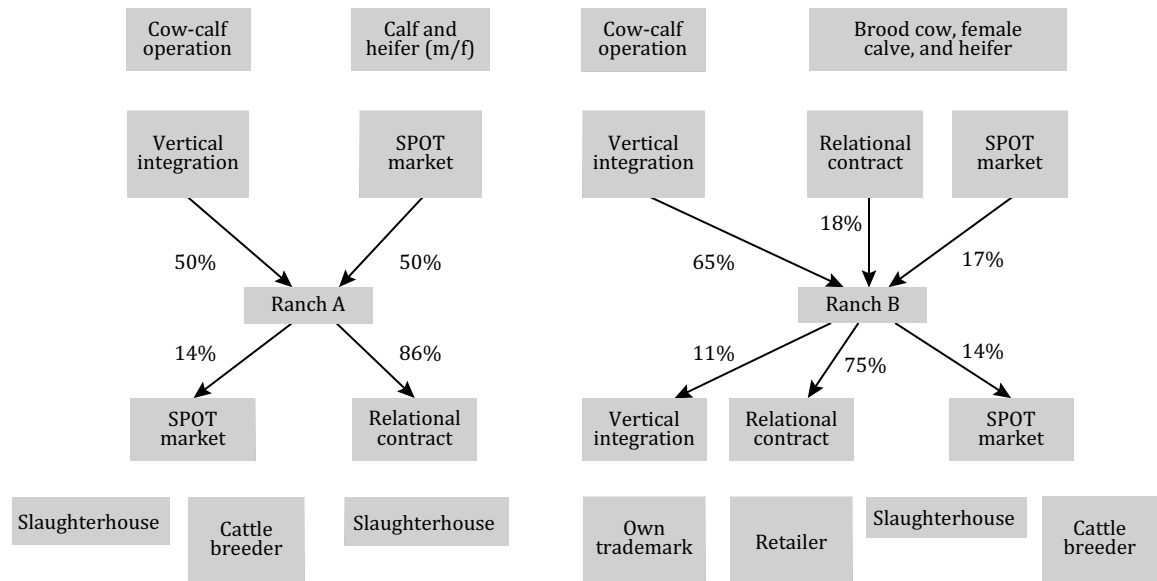 Cow-calf
operation
Calf and
heifer (m/f)
Cow-calf
operation
Brood cow, female
calve, and heifer
Vertical
integration
SPOT
market
Vertical
integration
Relational
contract
SPOT
market
50%
50%
65%
18%
17%
Ranch A
Ranch B
14%
86%
11%
75%
14%
SPOT
market
Relational
contract
Vertical
integration
Relational
contract
SPOT
market
Slaughterhouse
Cattle
breeder
Slaughterhouse
Own
trademark
Retailer
Slaughterhouse
Cattle
breeder